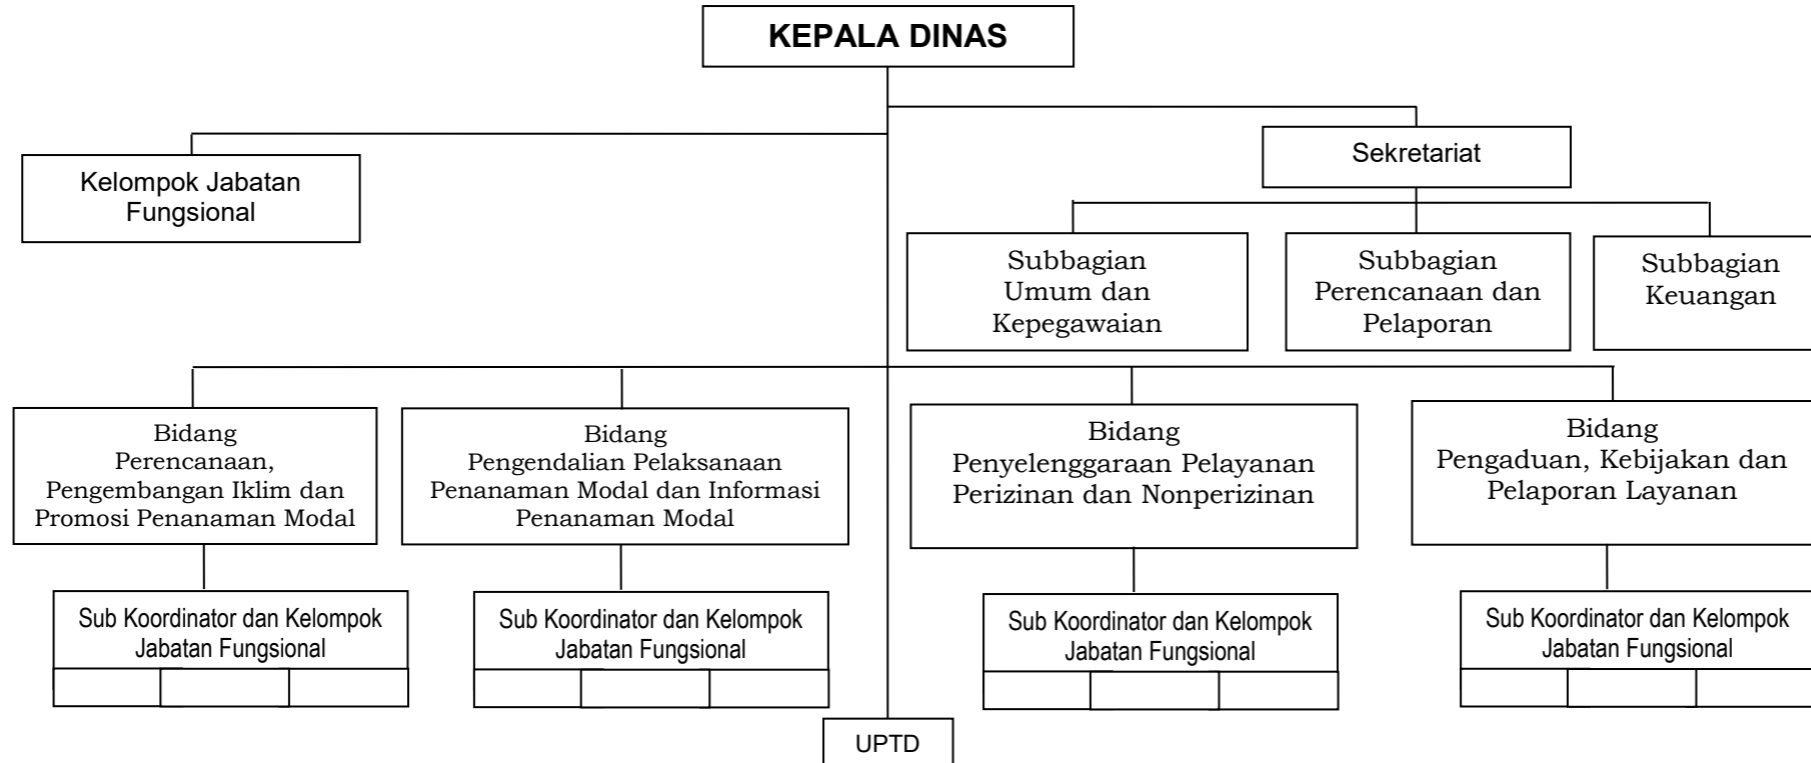 KEPALA DINAS
Sekretariat
Kelompok Jabatan
Fungsional
Subbagian
Umum dan
Kepegawaian
Subbagian
Perencanaan dan
Pelaporan
Subbagian
Keuangan
Bidang
Perencanaan,
Pengembangan Iklim dan
Promosi Penanaman Modal
Bidang
Pengendalian Pelaksanaan
Penanaman Modal dan Informasi
Penanaman Modal
Bidang
Penyelenggaraan Pelayanan
Perizinan dan Nonperizinan
Bidang
Pengaduan, Kebijakan dan
Pelaporan Layanan
Sub Koordinator dan Kelompok
Jabatan Fungsional
Sub Koordinator dan Kelompok
Jabatan Fungsional
Sub Koordinator dan Kelompok
Jabatan Fungsional
Sub Koordinator dan Kelompok
Jabatan Fungsional
UPTD